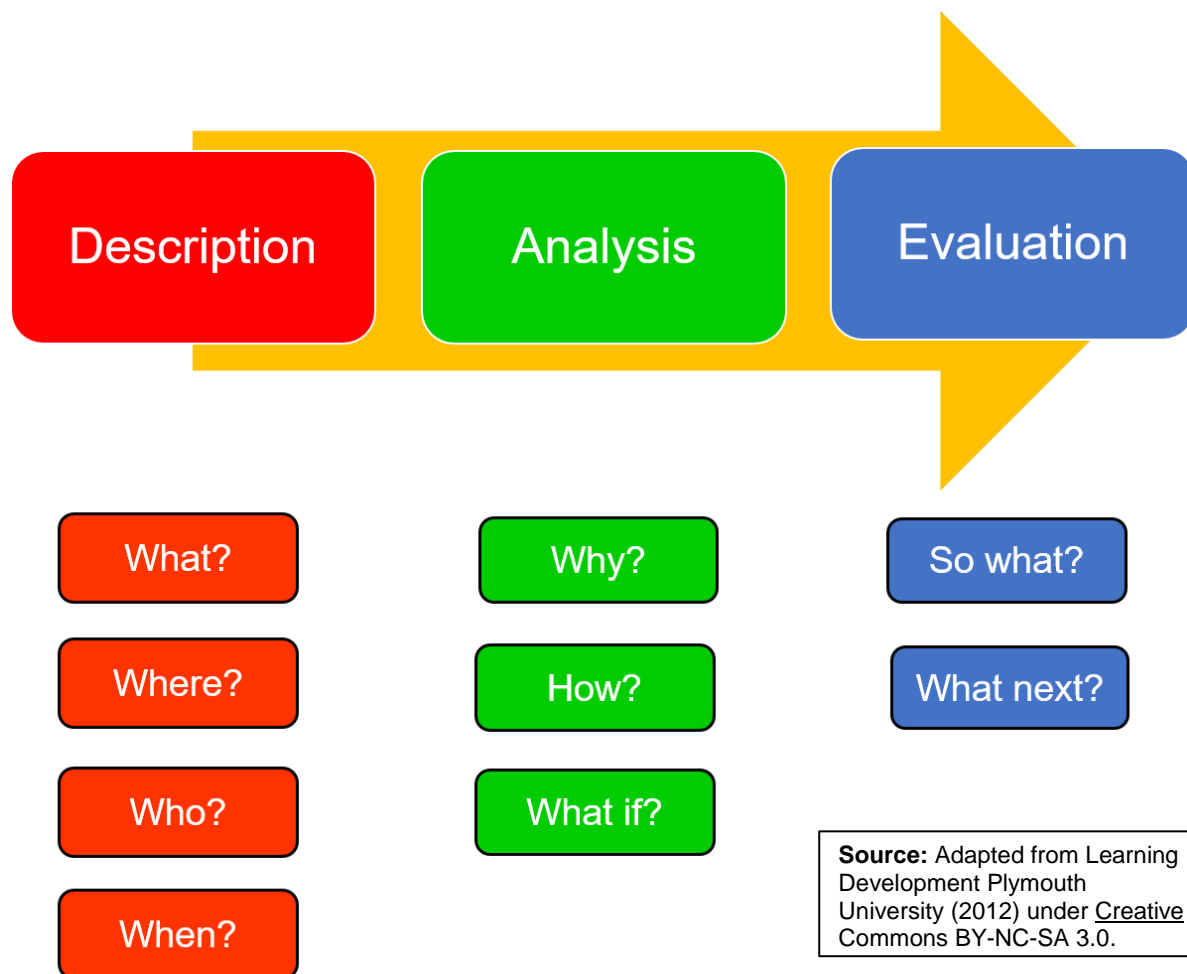 Description
Analysis
Evaluation
What?
Where?
Who?
When?
Why?
How?
What if?
So what?
What next?
Source: Adapted from Learning
Development Plymouth
University (2012) under Creative
Commons BY-NC-SA 3.0.